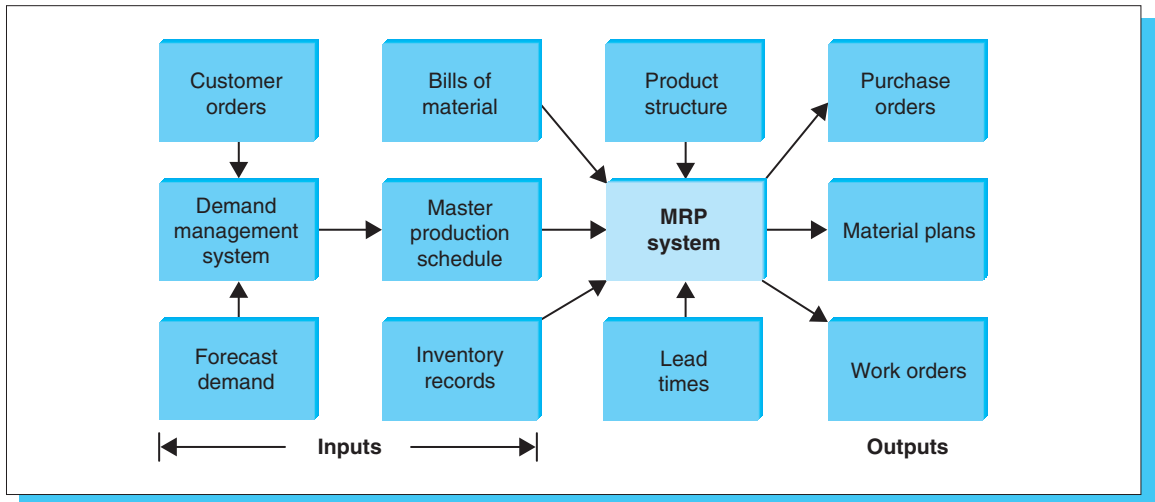 Customer
orders
Bills of
material
Product
structure
Purchase
orders
Demand
management
system
Master
production
schedule
MRP
system
Material plans
Forecast
demand
Inventory
records
Lead
times
Work orders
Inputs
Outputs